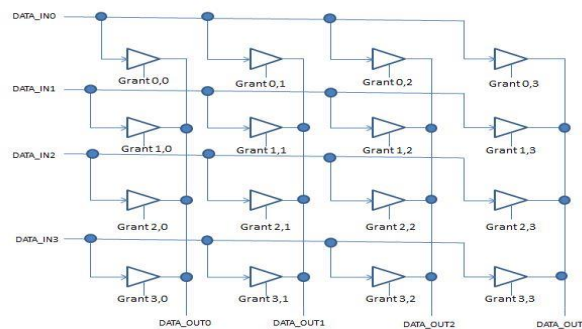 DATA_IN0
Grant 0,0 Grant 0,1 Grant 0,2 Grant 0,3
DATA_IN1
Grant 1,0 Grant 1,1 Grant 1,2 Grant 1,3
DATA_IN2
Grant 2,0 Grant 2,1 Grant 2,2 Grant 2,3
DATA_IN3
Grant 3,0 Grant 3,1 Grant 3,2 Grant 3,3
DATA_OUT0 DATA_OUT1 DATA_OUT2 DATA_OUT